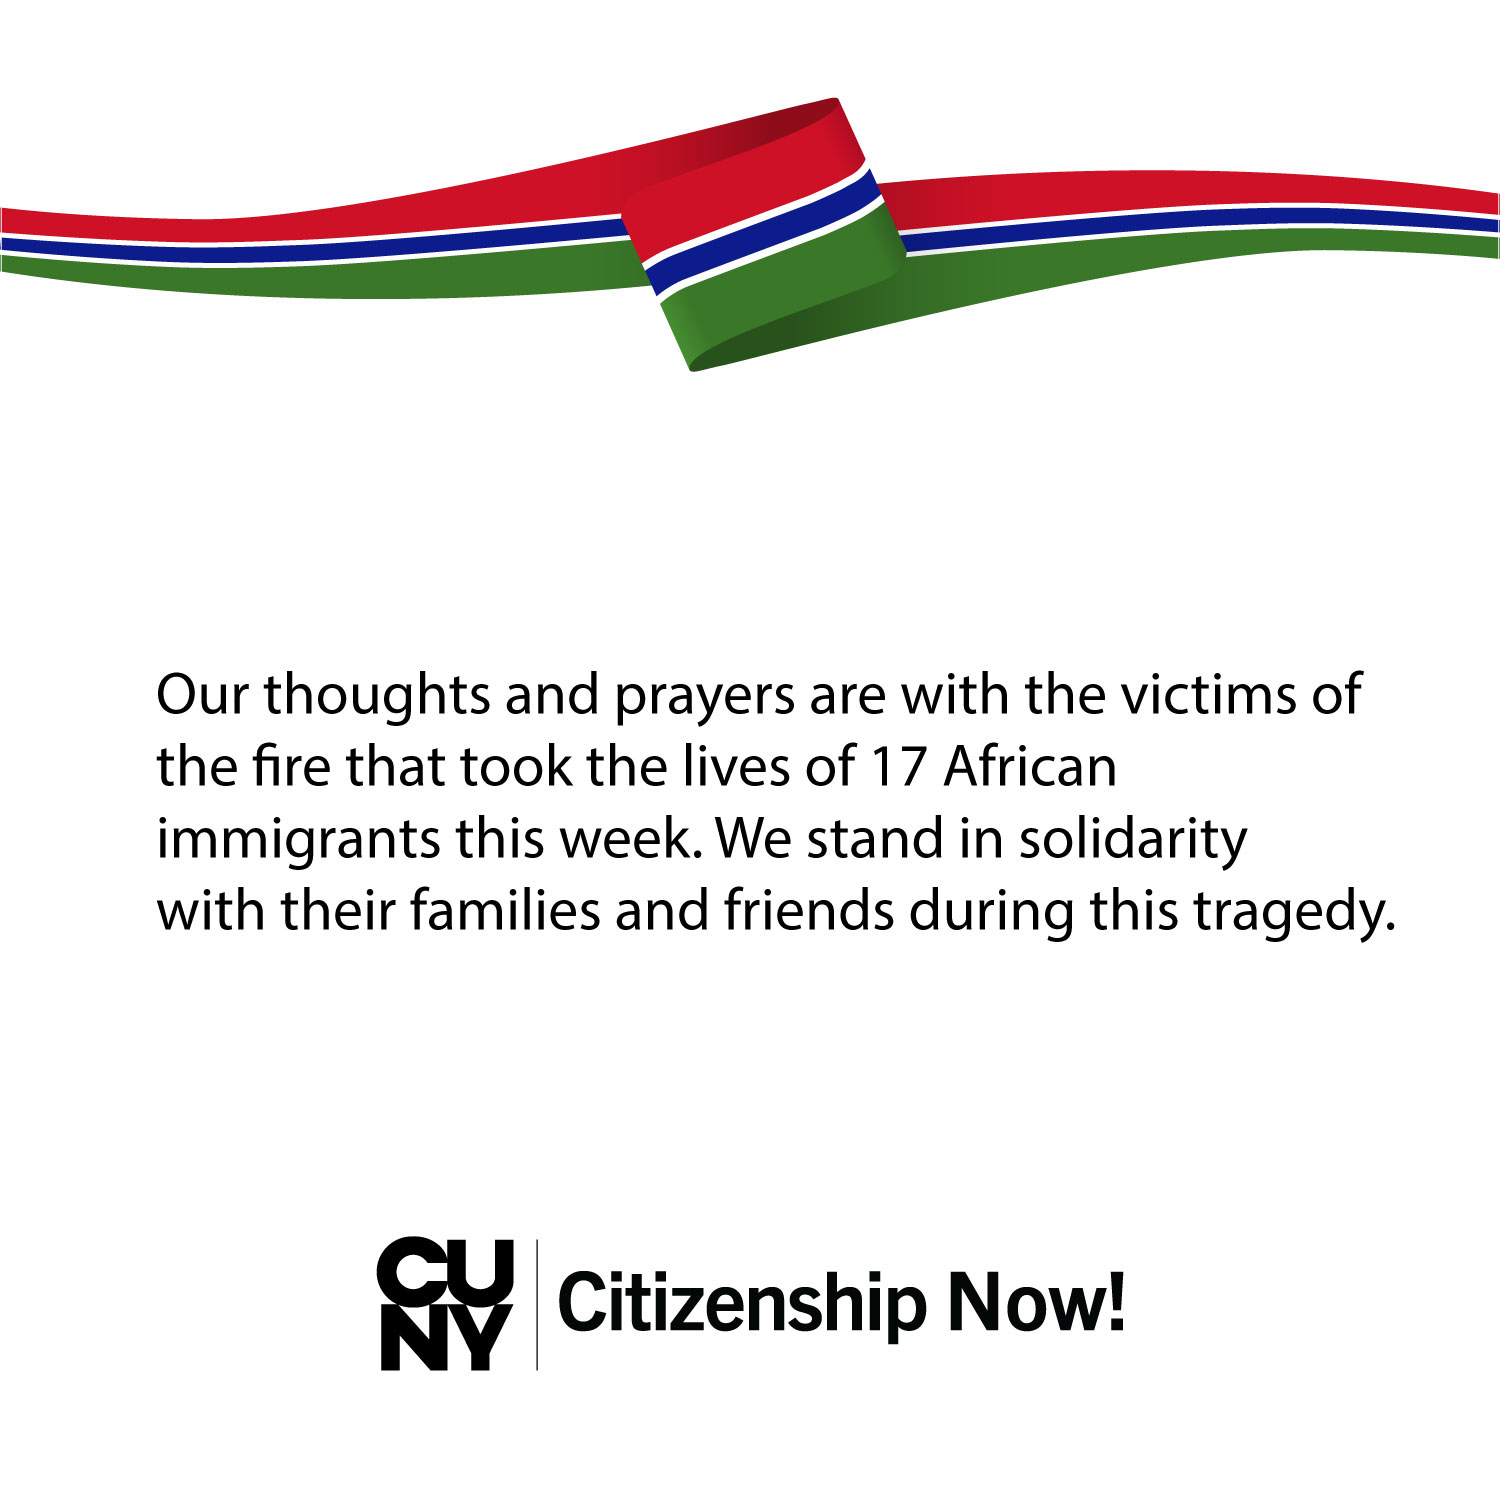 Our thoughts and prayers are with the victims of
the fire that took the lives of 17 African
immigrants this week. We stand in solidarity
with their families and friends during this tragedy.
CU
NY
Citizenship Now!